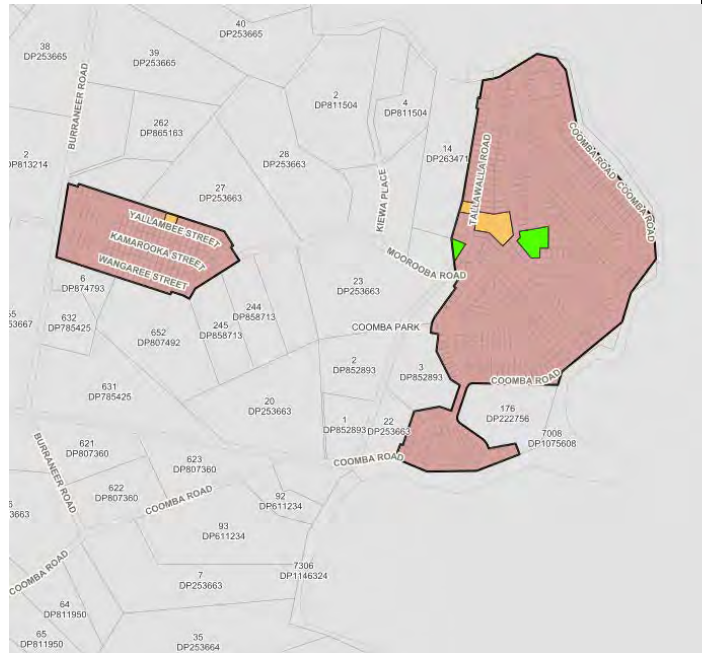 40
DP253665
38
DP253665
39
DP253665
BURRANEER ROAD
2
DP811504
4
DP811504
262
DP865163
14
DP263471
COOMBA ROAD
COOMBA ROAD
2
DP813214
28
DP253663
TALLAWALLA ROAD
KIEWA PLACE
27
DP253663
YALLAMBEE STREET
KAMAROOKA STREET
WANGAREE STREET
MOOROOBA ROAD
6
DP874793
23
DP253663
244
DP858713
55
53667
632
DP785425
245
DP858713
652
DP807492
COOMBA PARK
2
DP852893
3
DP852893
COOMBA ROAD
631
DP785425
20
DP253663
176
DP222756
1
DP852893
22
DP253663
7008
DP1075608
BURRANEER ROAD
621
DP807360
623
DP807360
COOMBA ROAD
622
DP807360
COOMBA ROAD
92
DP611234
3663
93
DP611234
COOMBA ROAD
7
DP253663
7306
DP1146324
64
DP811950
65
DP811950
35
DP253664